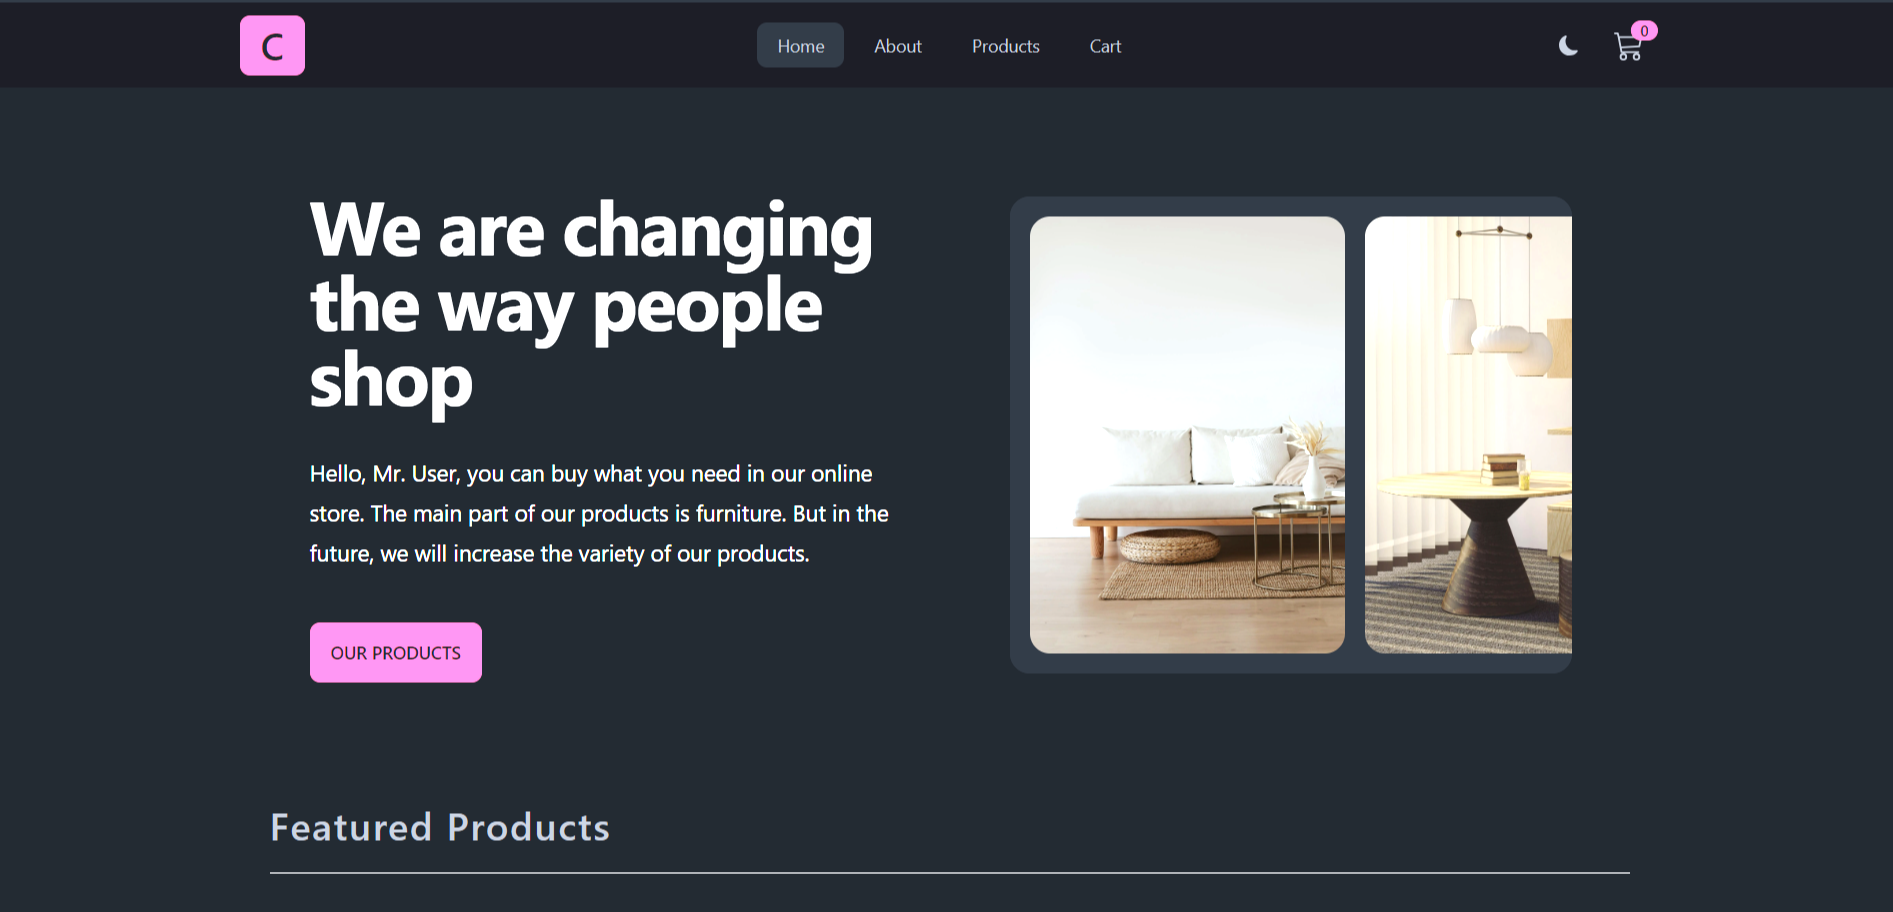 C
Home
About
Products
Cart
0
We are changing
the way people
shop
Hello, Mr. User, you can buy what you need in our online
store. The main part of our products is furniture. But in the
future, we will increase the variety of our products.
OUR PRODUCTS
Featured Products